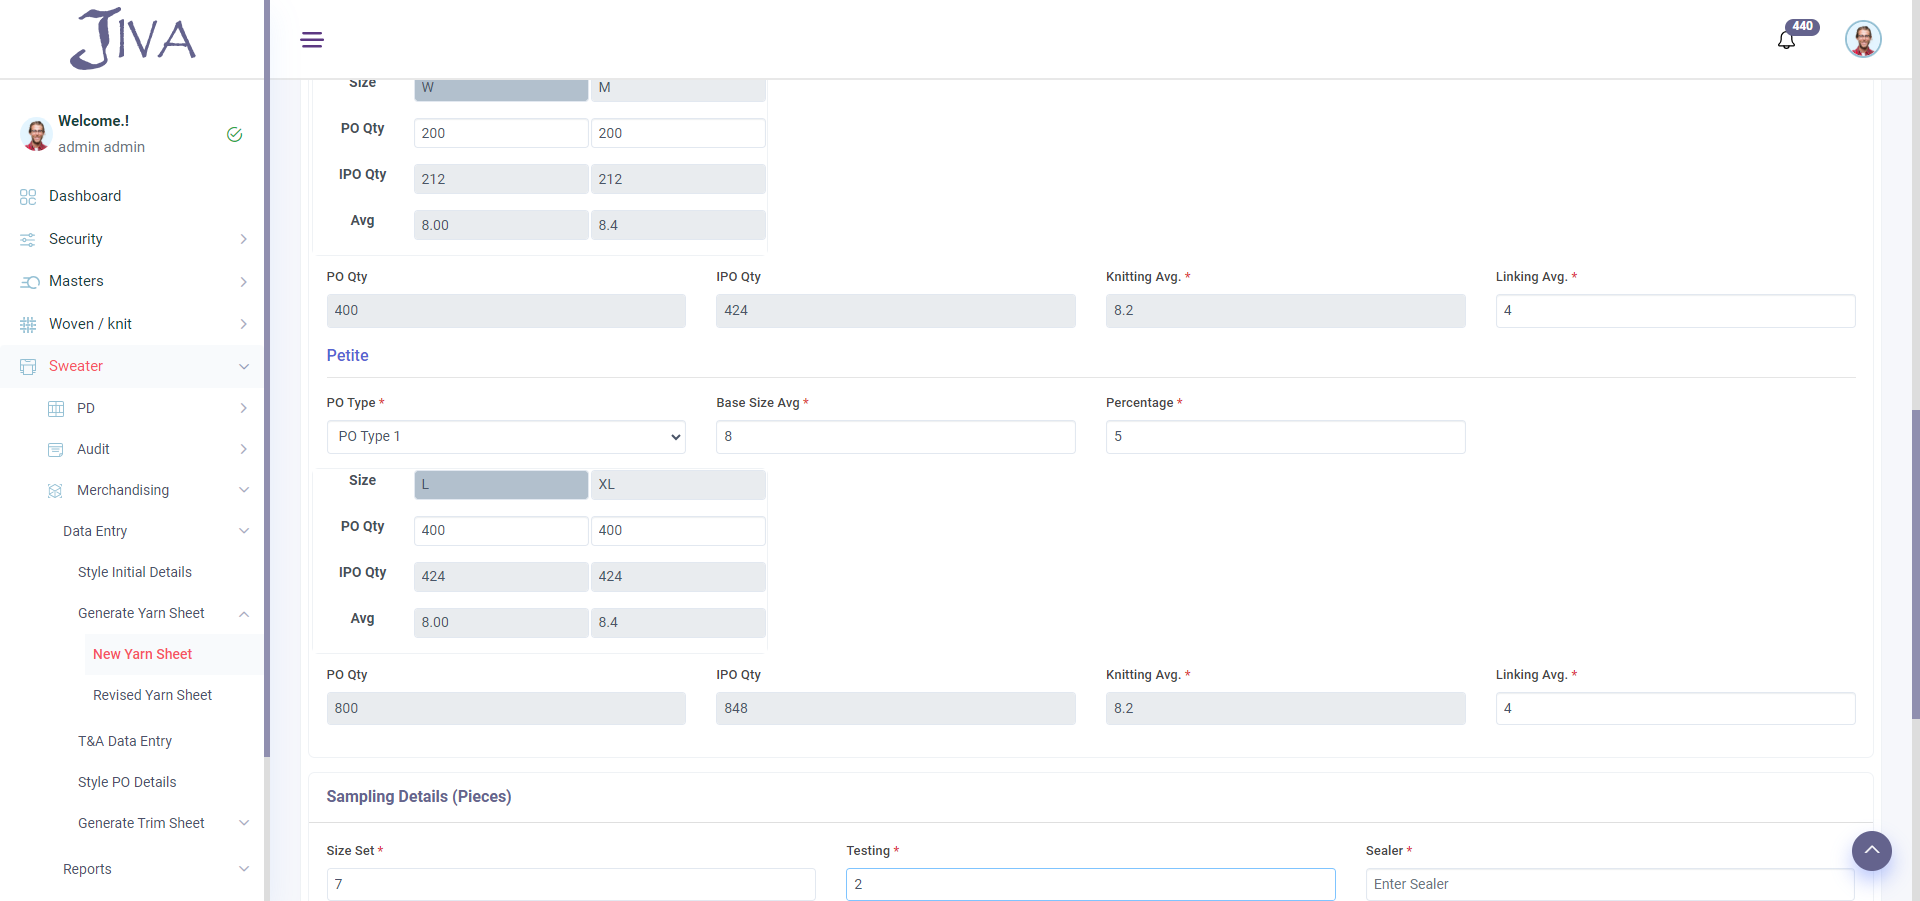 JIVA
440
Welcome.!
admin admin
Dashboard
Security
Masters
Woven / knit
Sweater
PD
Audit
Merchandising
Data Entry
Style Initial Details
Generate Yarn Sheet
New Yarn Sheet
Revised Yarn Sheet
T&A Data Entry
Style PO Details
Generate Trim Sheet
Reports
Size W M
PO Qty 200 200
IPO Qty 212 212
Avg 8.00 8.4
PO Qty IPO Qty Knitting Avg. * Linking Avg. *
400 424 8.2 4
Petite
PO Type * Base Size Avg * Percentage *
PO Type 1 8 5
Size L XL
PO Qty 400 400
IPO Qty 424 424
Avg 8.00 8.4
PO Qty IPO Qty Knitting Avg. * Linking Avg. *
800 848 8.2 4
Sampling Details (Pieces)
Size Set * Testing * Sealer *
7 2 Enter Sealer